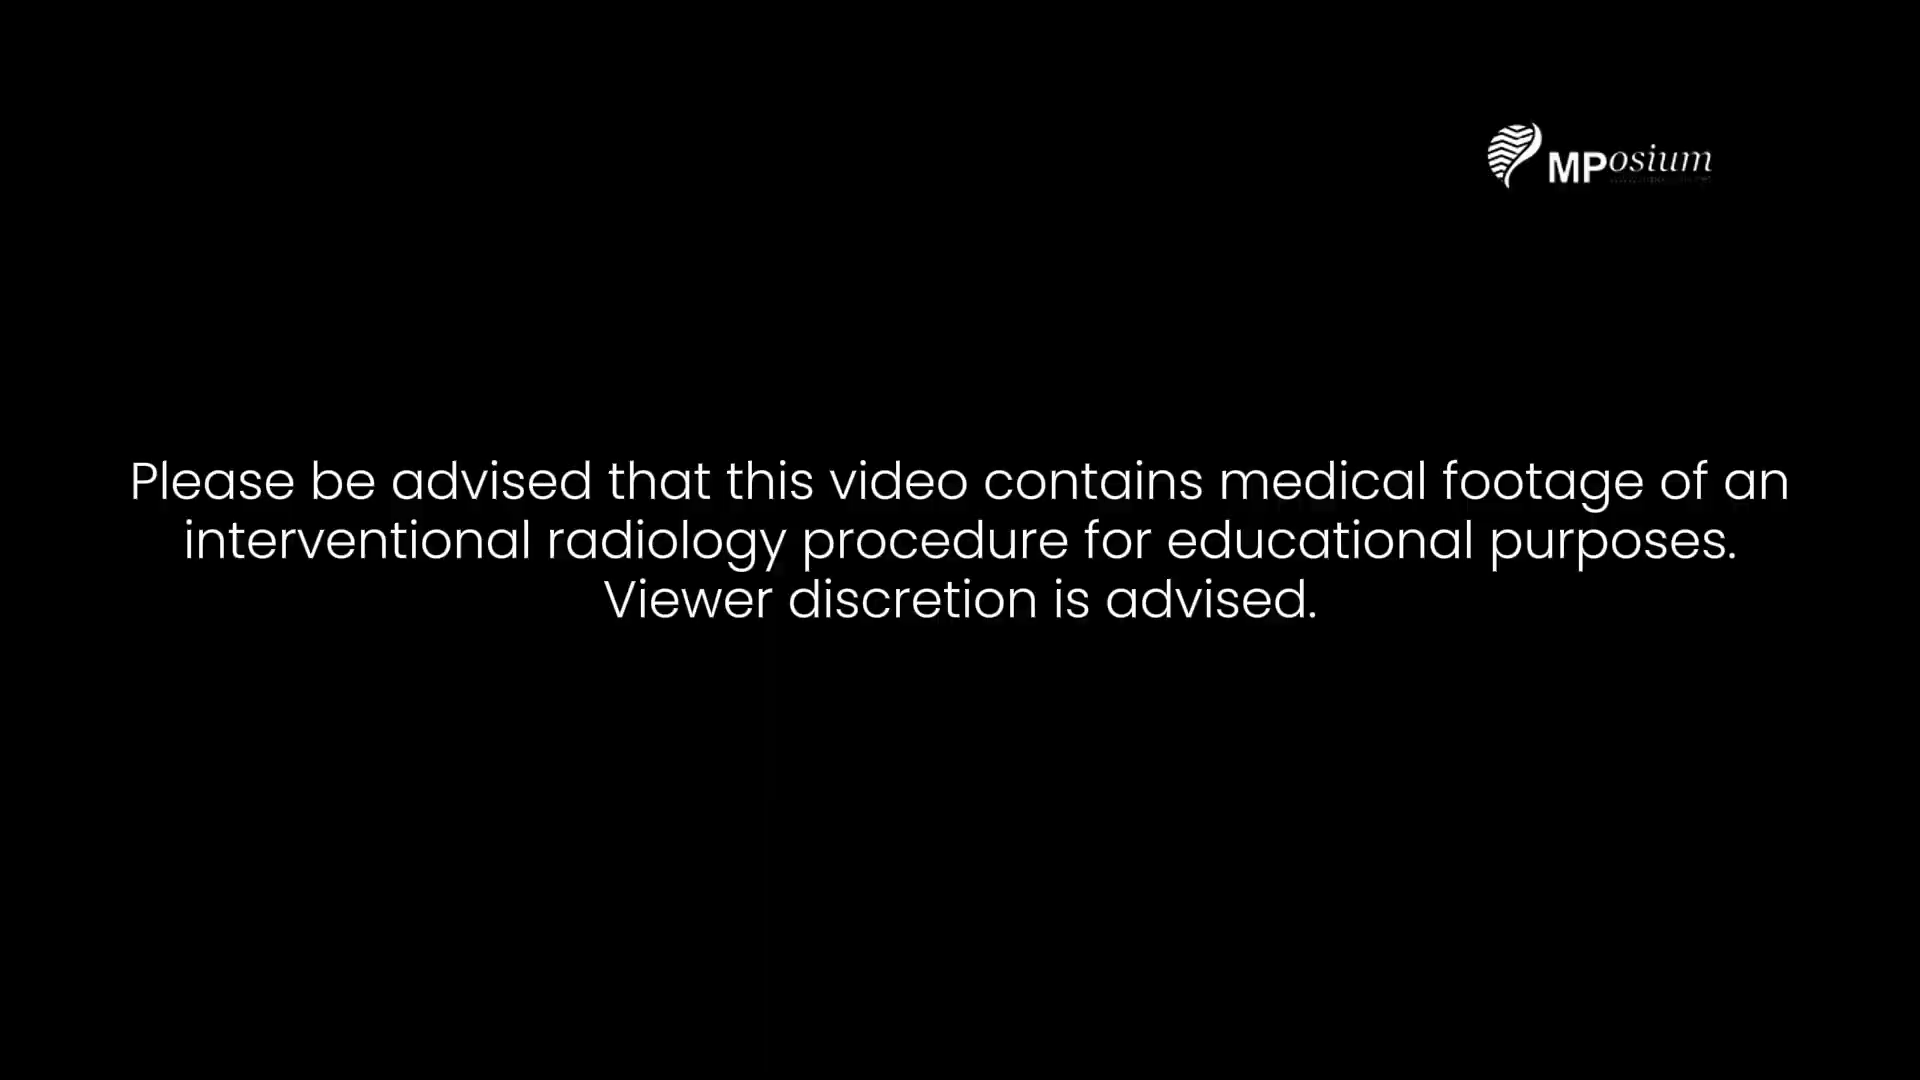 MPosium
Please be advised that this video contains medical footage of an
interventional radiology procedure for educational purposes.
Viewer discretion is advised.